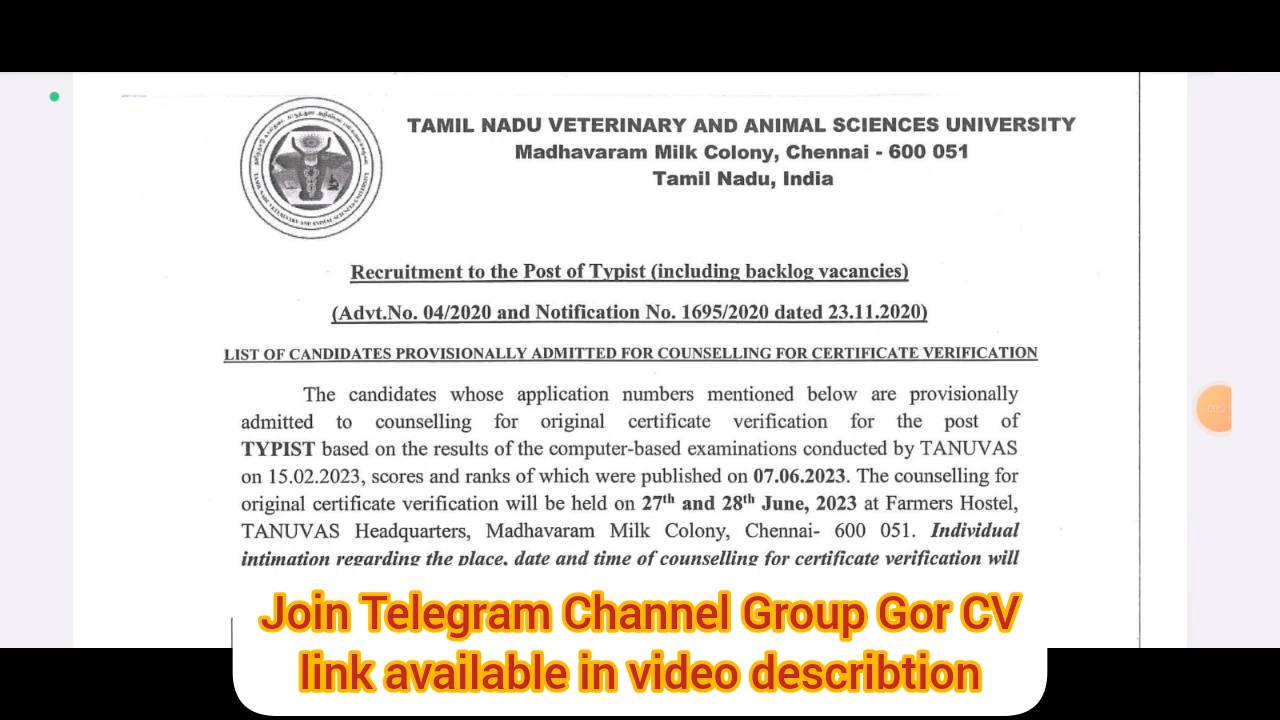 TAMIL NADU VETERINARY AND ANIMAL SCIENCES UNIVERSITY
Madhavaram Milk Colony, Chennai - 600 051
Tamil Nadu, India
Recruitment to the Post of Typist (including backlog vacancies)
(Advt.No. 04/2020 and Notification No. 1695/2020 dated 23.11.2020)
LIST OF CANDIDATES PROVISIONALLY ADMITTED FOR COUNSELLING FOR CERTIFICATE VERIFICATION
The candidates whose application numbers mentioned below are provisionally
admitted to counselling for original certificate verification for the post of
TYPIST based on the results of the computer-based examinations conducted by TANUVAS
on 15.02.2023, scores and ranks of which were published on 07.06.2023. The counselling for
original certificate verification will be held on 27th and 28th June, 2023 at Farmers Hostel,
TANUVAS Headquarters, Madhavaram Milk Colony, Chennai- 600 051. Individual
intimation regarding the place, date and time of counselling for certificate verification will
Join Telegram Channel Group Gor CV
link available in video describtion